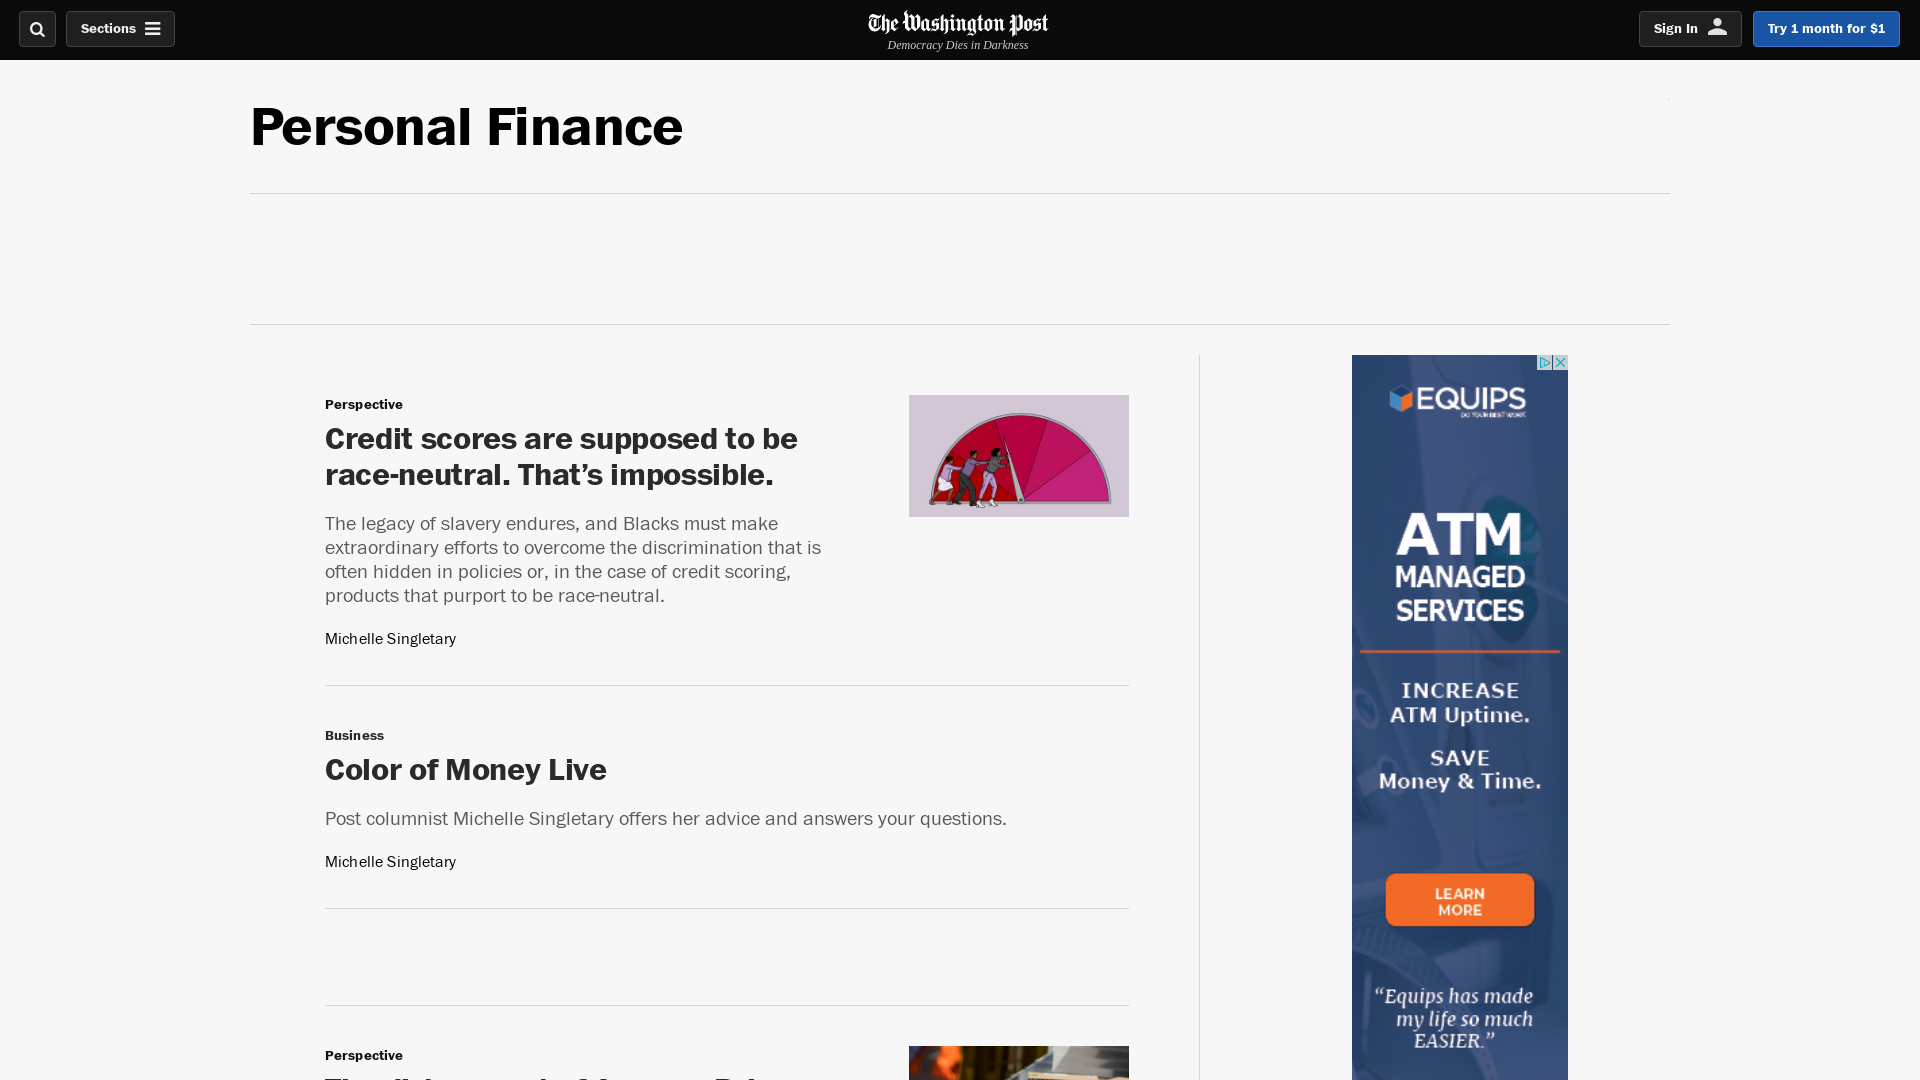 Sections
The Washington Post
Democracy Dies in Darkness
Sign In
Try 1 month for $1
Personal Finance
Perspective
Credit scores are supposed to be
race-neutral. That’s impossible.
The legacy of slavery endures, and Blacks must make
extraordinary efforts to overcome the discrimination that is
often hidden in policies or, in the case of credit scoring,
products that purport to be race-neutral.
Michelle Singletary
Business
Color of Money Live
Post columnist Michelle Singletary offers her advice and answers your questions.
Michelle Singletary
Perspective
EQUIPS
DO YOUR BEST WORK
ATM
MANAGED
SERVICES
INCREASE
ATM Uptime.
SAVE
Money & Time.
LEARN
MORE
“Equips has made
my life so much
EASIER.”